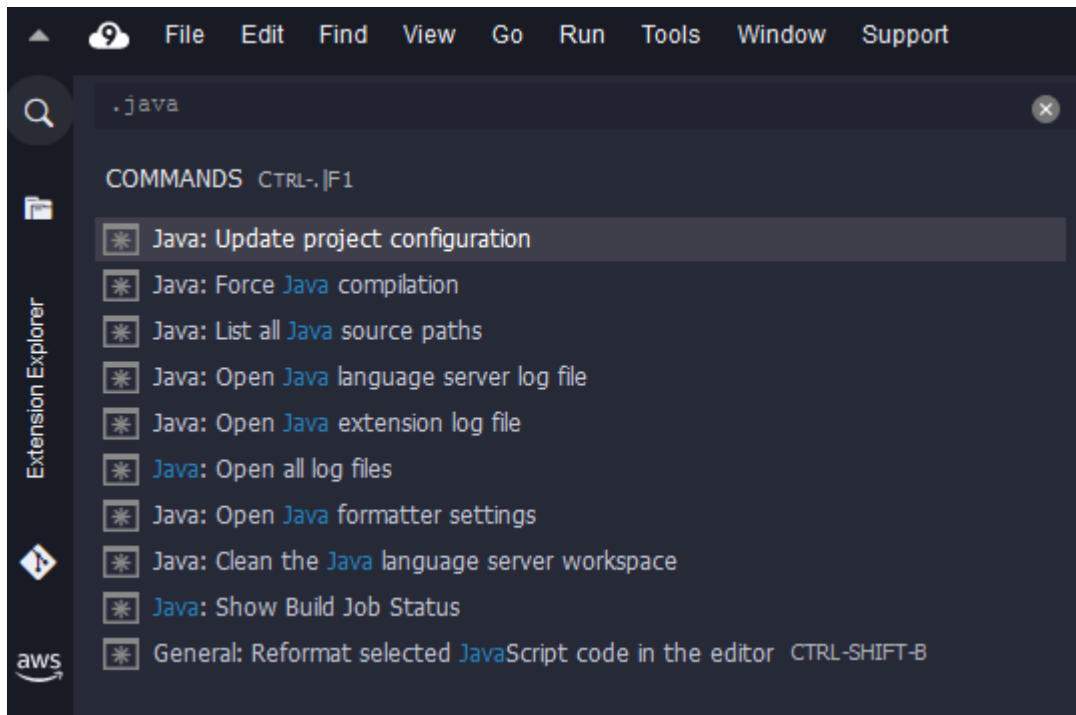 9 File Edit Find View Go Run Tools Window Support
.java
COMMANDS CTRL-.|F1
Java: Update project configuration
Java: Force Java compilation
Java: List all Java source paths
Java: Open Java language server log file
Java: Open Java extension log file
Java: Open all log files
Java: Open Java formatter settings
Java: Clean the Java language server workspace
Java: Show Build Job Status
General: Reformat selected JavaScript code in the editor CTRL-SHIFT-B
Extension Explorer
aws